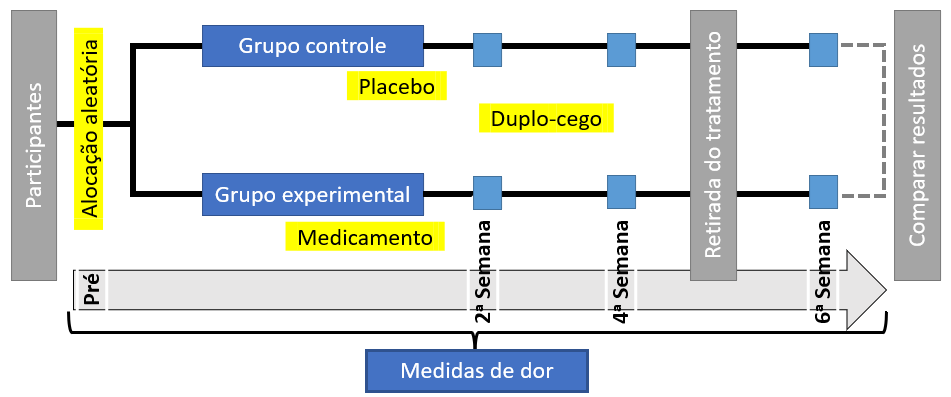 Participantes
Alocação aleatória
Grupo controle
Placebo
Duplo-cego
Grupo experimental
Medicamento
Retirada do tratamento
Comparar resultados
Pré
2ª Semana
4ª Semana
6ª Semana
Medidas de dor